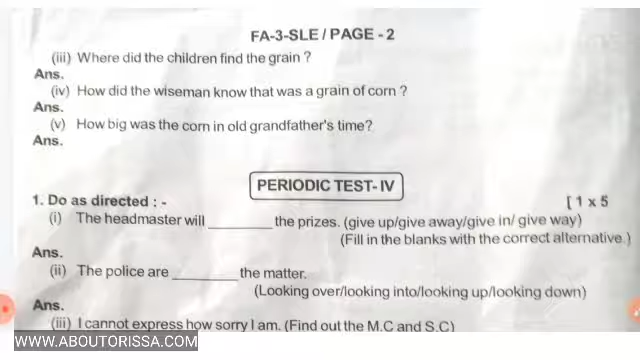 FA-3-SLE / PAGE - 2
(iii) Where did the children find the grain ?
Ans.
(iv) How did the wiseman know that was a grain of corn ?
Ans.
(v) How big was the corn in old grandfather's time?
Ans.
PERIODIC TEST- IV
1. Do as directed : - [ 1 x 5
(i) The headmaster will ________ the prizes. (give up/give away/give in/ give way)
(Fill in the blanks with the correct alternative.)
Ans.
(ii) The police are ________ the matter.
(Looking over/looking into/looking up/looking down)
Ans.
(iii) I cannot express how sorry I am. (Find out the M.C and S.C)
WWW.ABOUTORISSA.COM